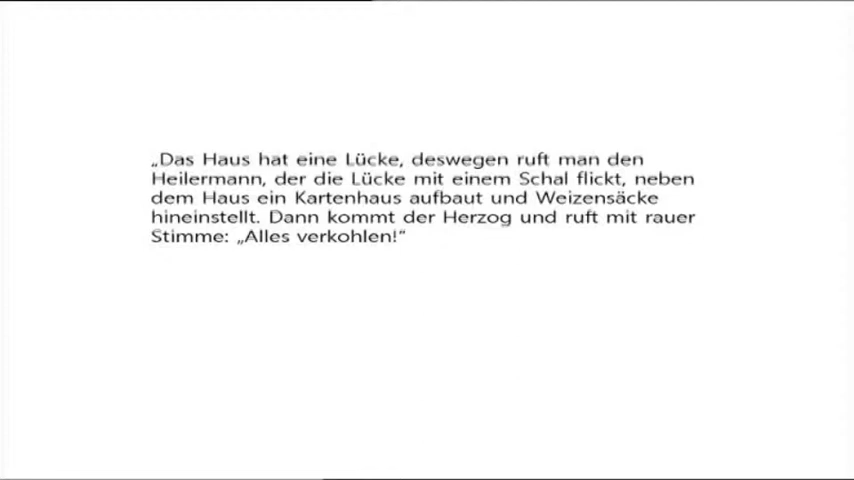 „Das Haus hat eine Lücke, deswegen ruft man den
Heilermann, der die Lücke mit einem Schal flickt, neben
dem Haus ein Kartenhaus aufbaut und Weizensäcke
hineinstellt. Dann kommt der Herzog und ruft mit rauer
Stimme: „Alles verkohlen!“